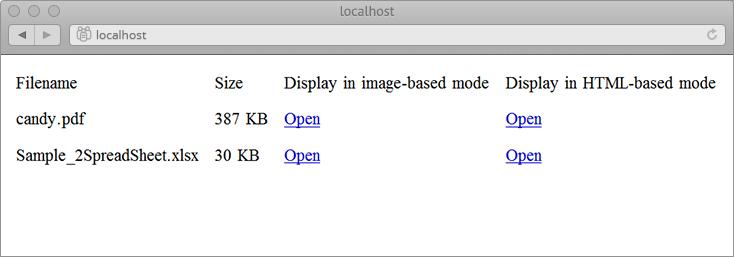 localhost
localhost
Filename Size Display in image-based mode Display in HTML-based mode
candy.pdf 387 KB Open Open
Sample_2SpreadSheet.xlsx 30 KB Open Open